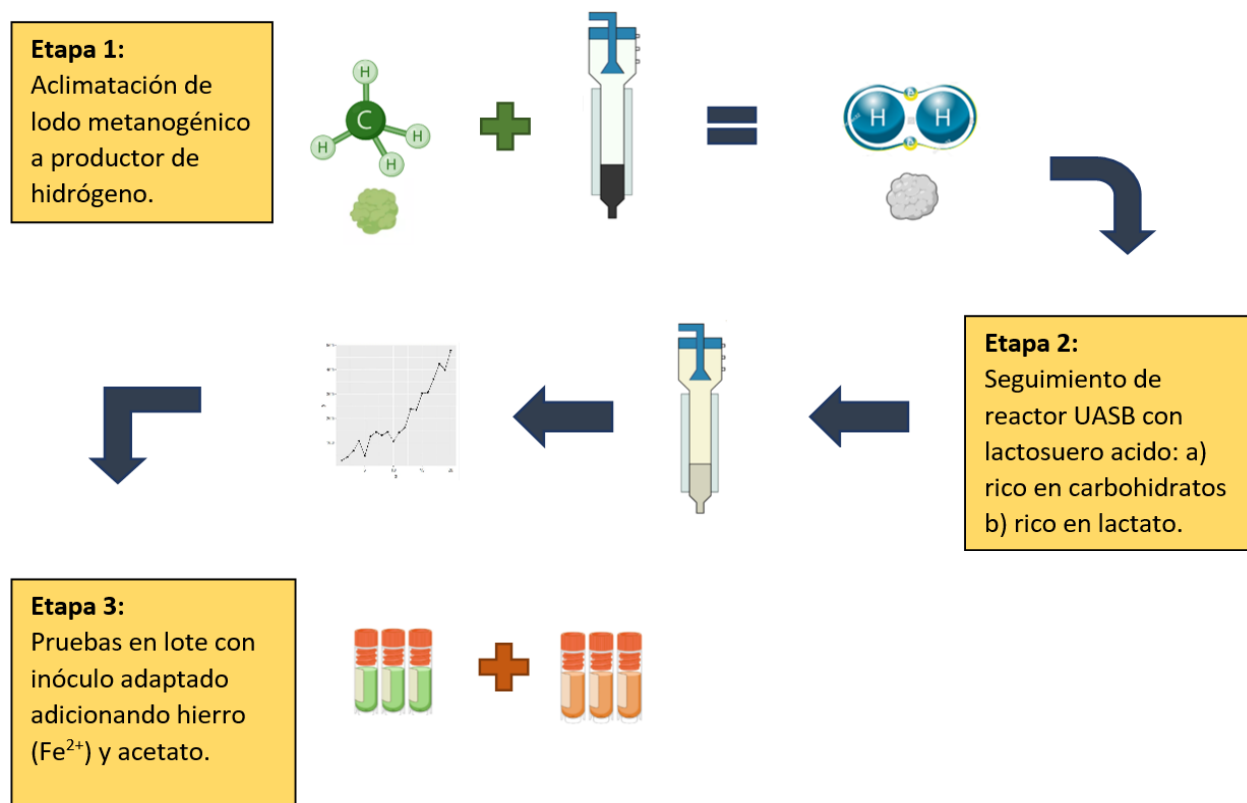 Etapa 1:
Aclimatación de
lodo metanogénico
a productor de
hidrógeno.
H
C
H
H
H
H H
Etapa 2:
Seguimiento de
reactor UASB con
lactosuero acido: a)
rico en carbohidratos
b) rico en lactato.
Etapa 3:
Pruebas en lote con
inóculo adaptado
adicionando hierro
(Fe²⁺) y acetato.